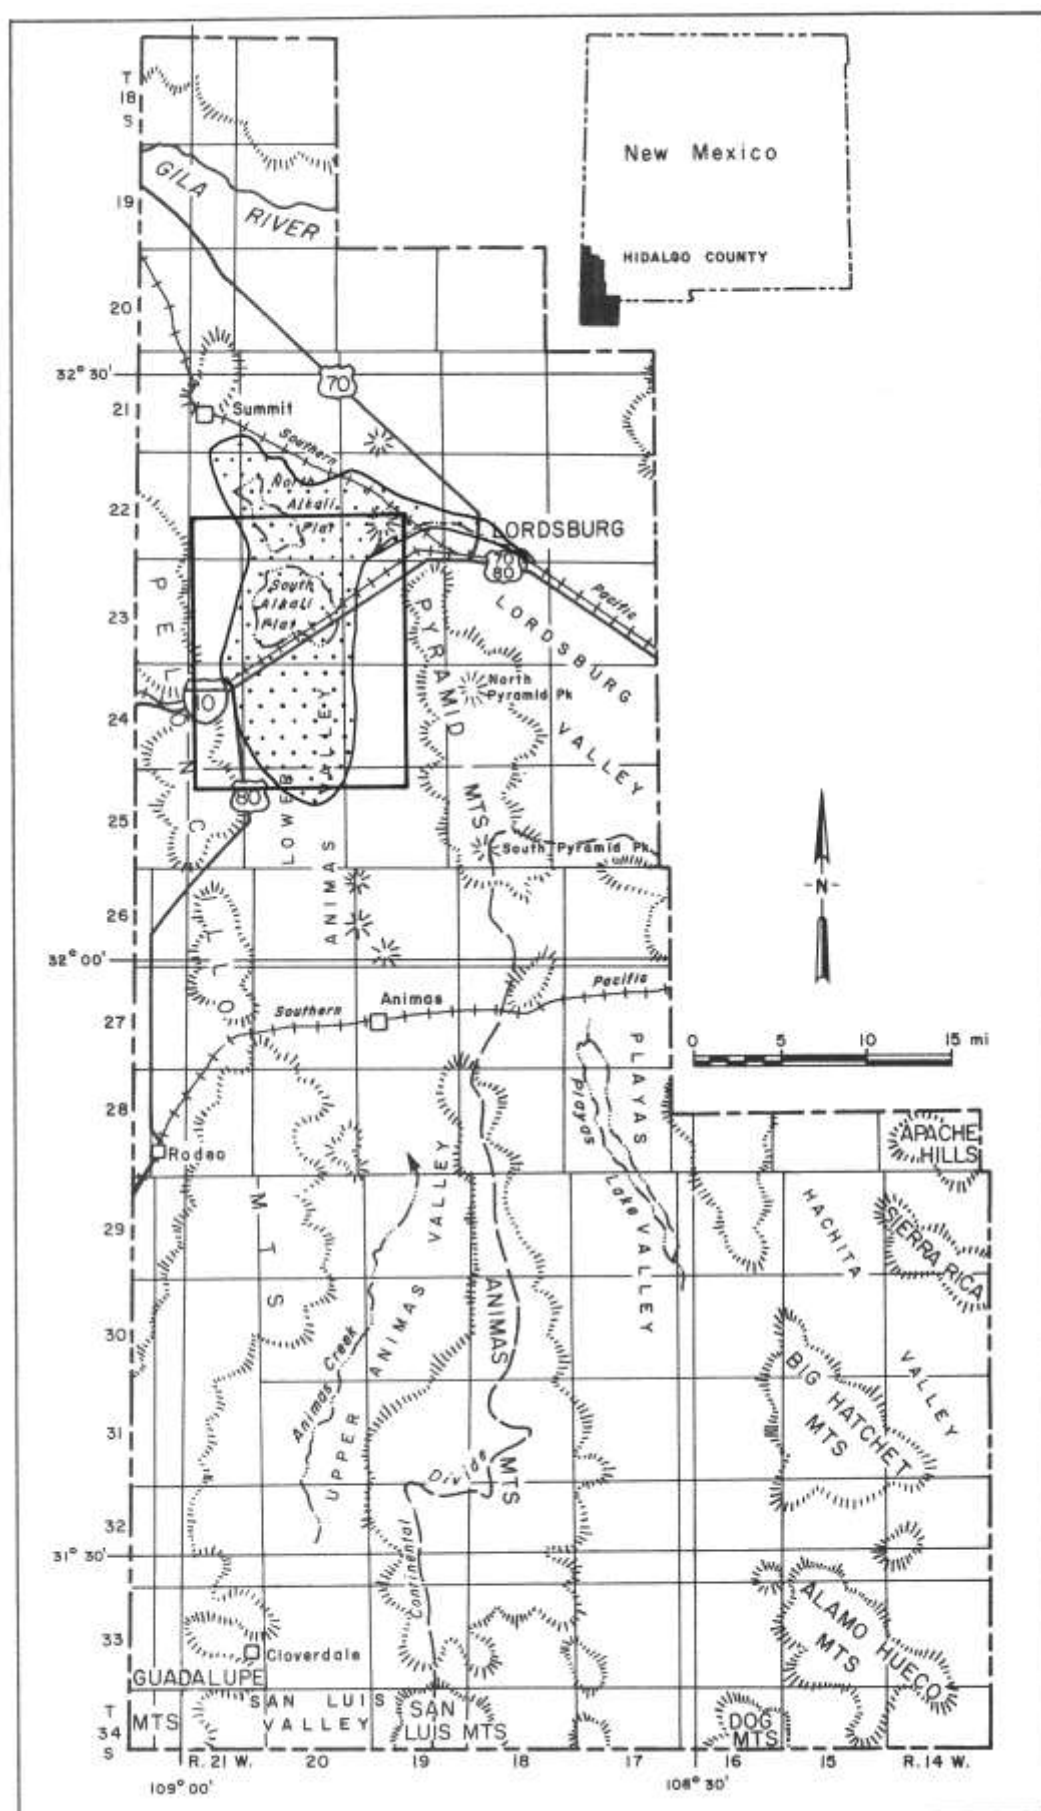 T
18
S
GILA
RIVER
19
New Mexico
HIDALGO COUNTY
20
32° 30'
70
21
Summit
Southern
North
Alkali
Flat
22
LORDSBURG
70
80
Pacific
South
Alkali
Flat
23
LORDSBURG
VALLEY
PYRAMID
MTS
North
Pyramid Pk
10
24
PELONCILLO
MTS
80
LOWER
ANIMAS
VALLEY
25
South Pyramid Pk
26
N
32° 00'
Southern
Animas
Pacific
27
0 5 10 15 mi
PLAYAS
VALLEY
Playas
Lake
28
Rodeo
APACHE
HILLS
29
HACHITA
VALLEY
SIERRA RICA
UPPER
ANIMAS
VALLEY
Animas Creek
30
ANIMAS
MTS
BIG HATCHET
MTS
31
Continental
Divide
32
31° 30'
33
Cloverdale
ALAMO HUECO
MTS
GUADALUPE
MTS
SAN LUIS
VALLEY
SAN
LUIS MTS
DOG
MTS
T
34
S
R. 21 W. 20 19 18 17 16 15 R. 14 W.
109° 00' 108° 30'